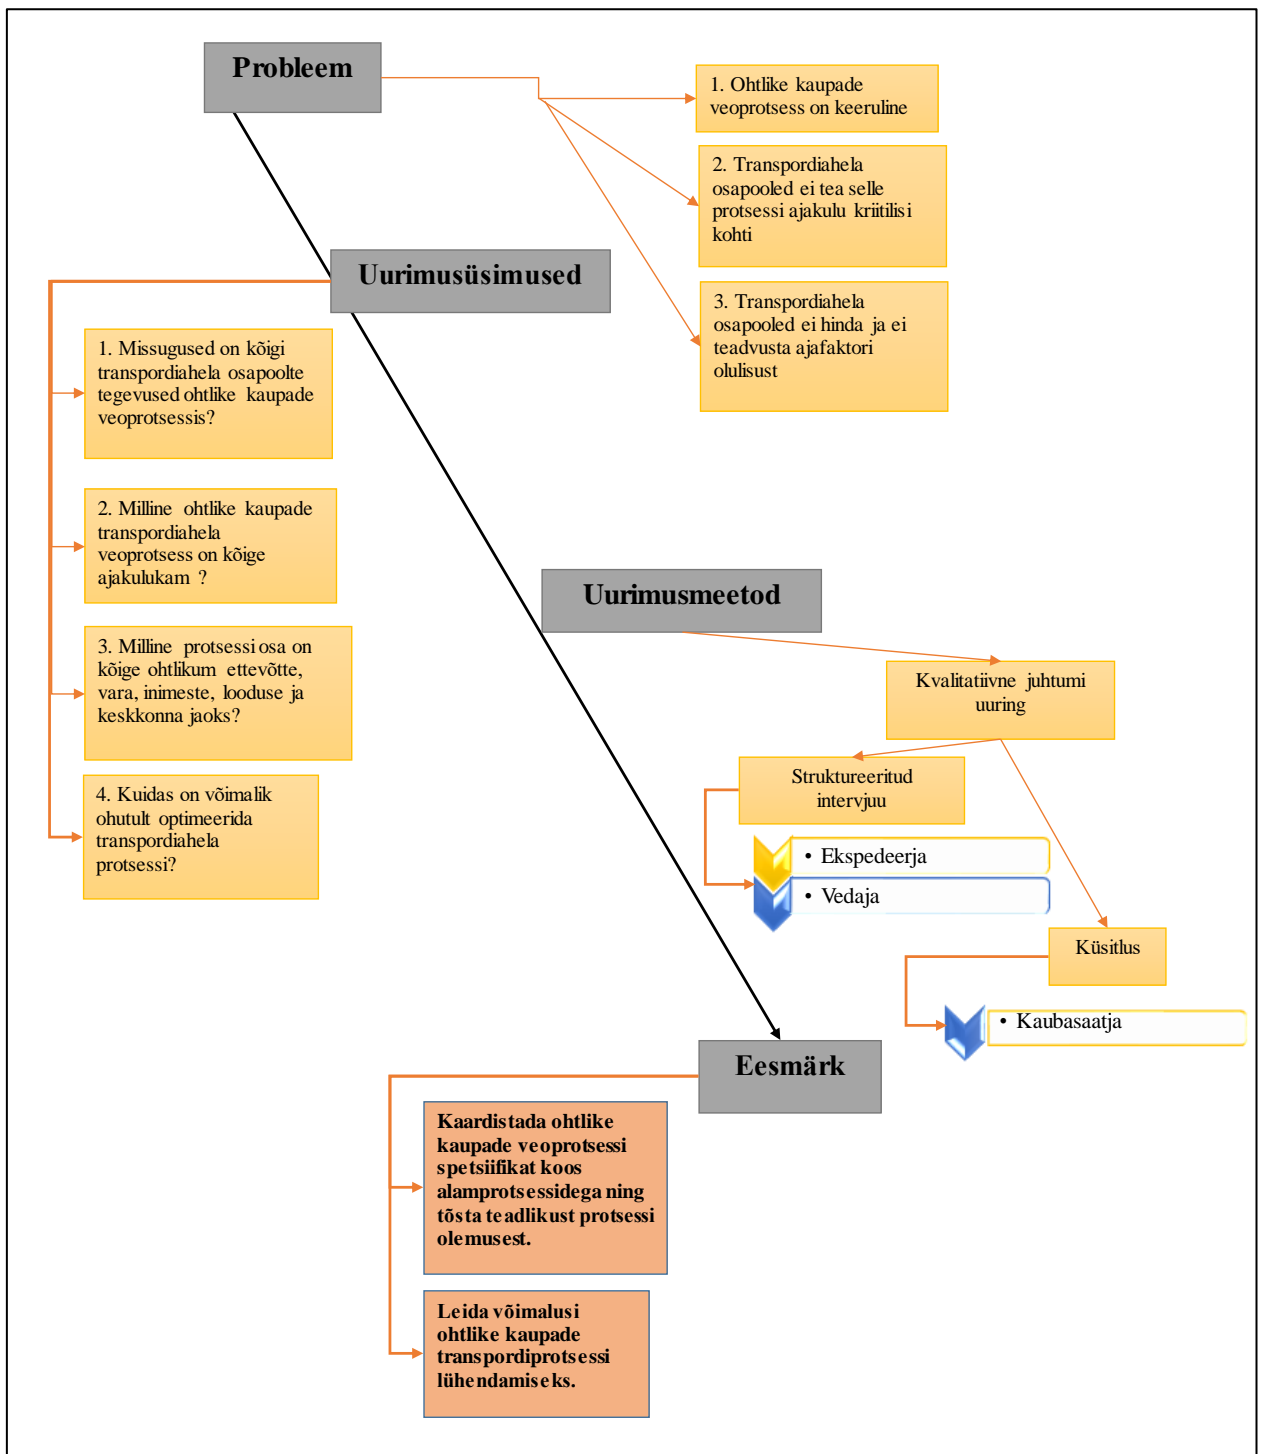 Probleem
1. Ohtlike kaupade
veoprotsess on keeruline
2. Transpordiahela
osapooled ei tea selle
protsessi ajakulu kriitilisi
kohti
3. Transpordiahela
osapooled ei hinda ja ei
teadvusta ajafaktori
olulisust
Uurimusüsimused
1. Missugused on kõigi
transpordiahela osapoolte
tegevused ohtlike kaupade
veoprotsessis?
2. Milline ohtlike kaupade
transpordiahela
veoprotsess on kõige
ajakulukam ?
3. Milline protsessi osa on
kõige ohtlikum ettevõtte,
vara, inimeste, looduse ja
keskkonna jaoks?
4. Kuidas on võimalik
ohutult optimeerida
transpordiahela
protsessi?
Uurimusmeetod
Kvalitatiivne juhtumi
uuring
Struktureeritud
intervjuu
• Ekspedeerja
• Vedaja
Küsitlus
• Kaubasaatja
Eesmärk
Kaardistada ohtlike
kaupade veoprotsessi
spetsiifikat koos
alamprotsessidega ning
tõsta teadlikust protsessi
olemusest.
Leida võimalusi
ohtlike kaupade
transpordiprotsessi
lühendamiseks.